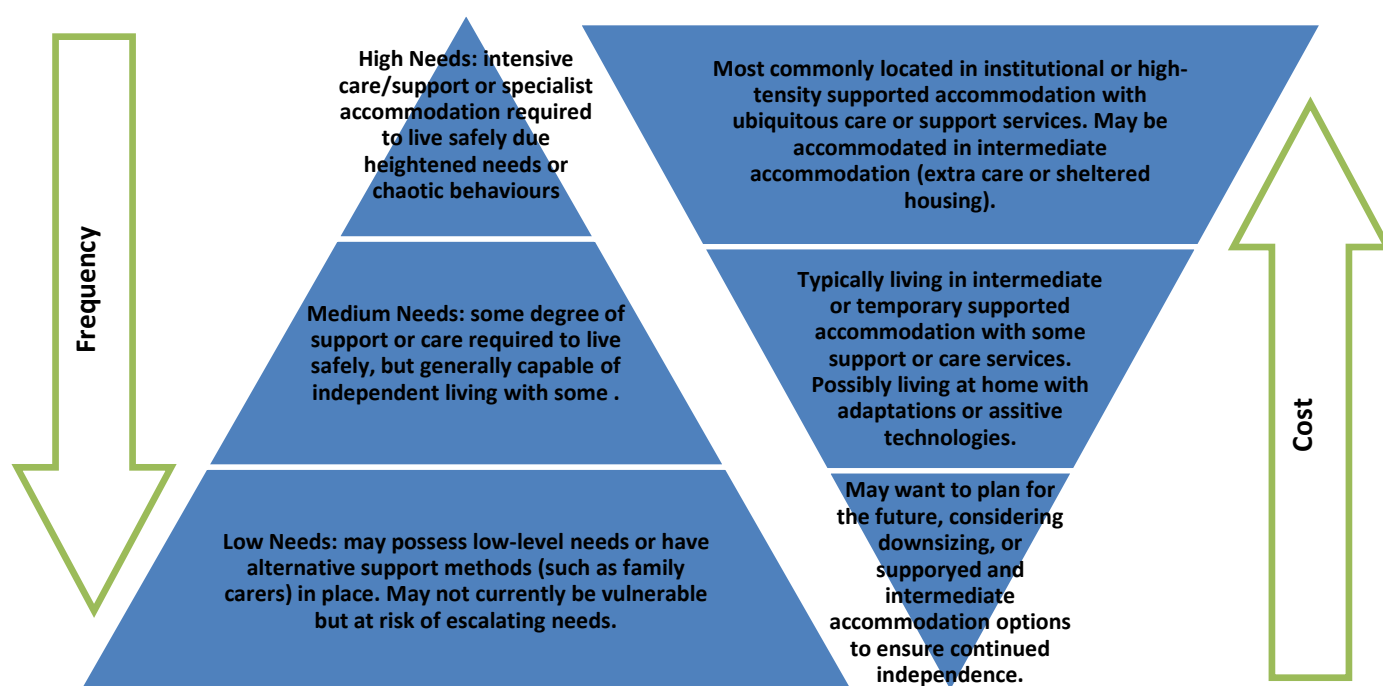 Frequency
High Needs: intensive
care/support or specialist
accommodation required
to live safely due
heightened needs or
chaotic behaviours
Medium Needs: some degree of
support or care required to live
safely, but generally capable of
independent living with some .
Low Needs: may possess low-level needs or have
alternative support methods (such as family
carers) in place. May not currently be vulnerable
but at risk of escalating needs.
Most commonly located in institutional or high-
tensity supported accommodation with
ubiquitous care or support services. May be
accommodated in intermediate
accommodation (extra care or sheltered
housing).
Typically living in intermediate
or temporary supported
accommodation with some
support or care services.
Possibly living at home with
adaptations or assitive
technologies.
May want to plan for
the future, considering
downsizing, or
supporyed and
intermediate
accommodation options
to ensure continued
independence.
Cost